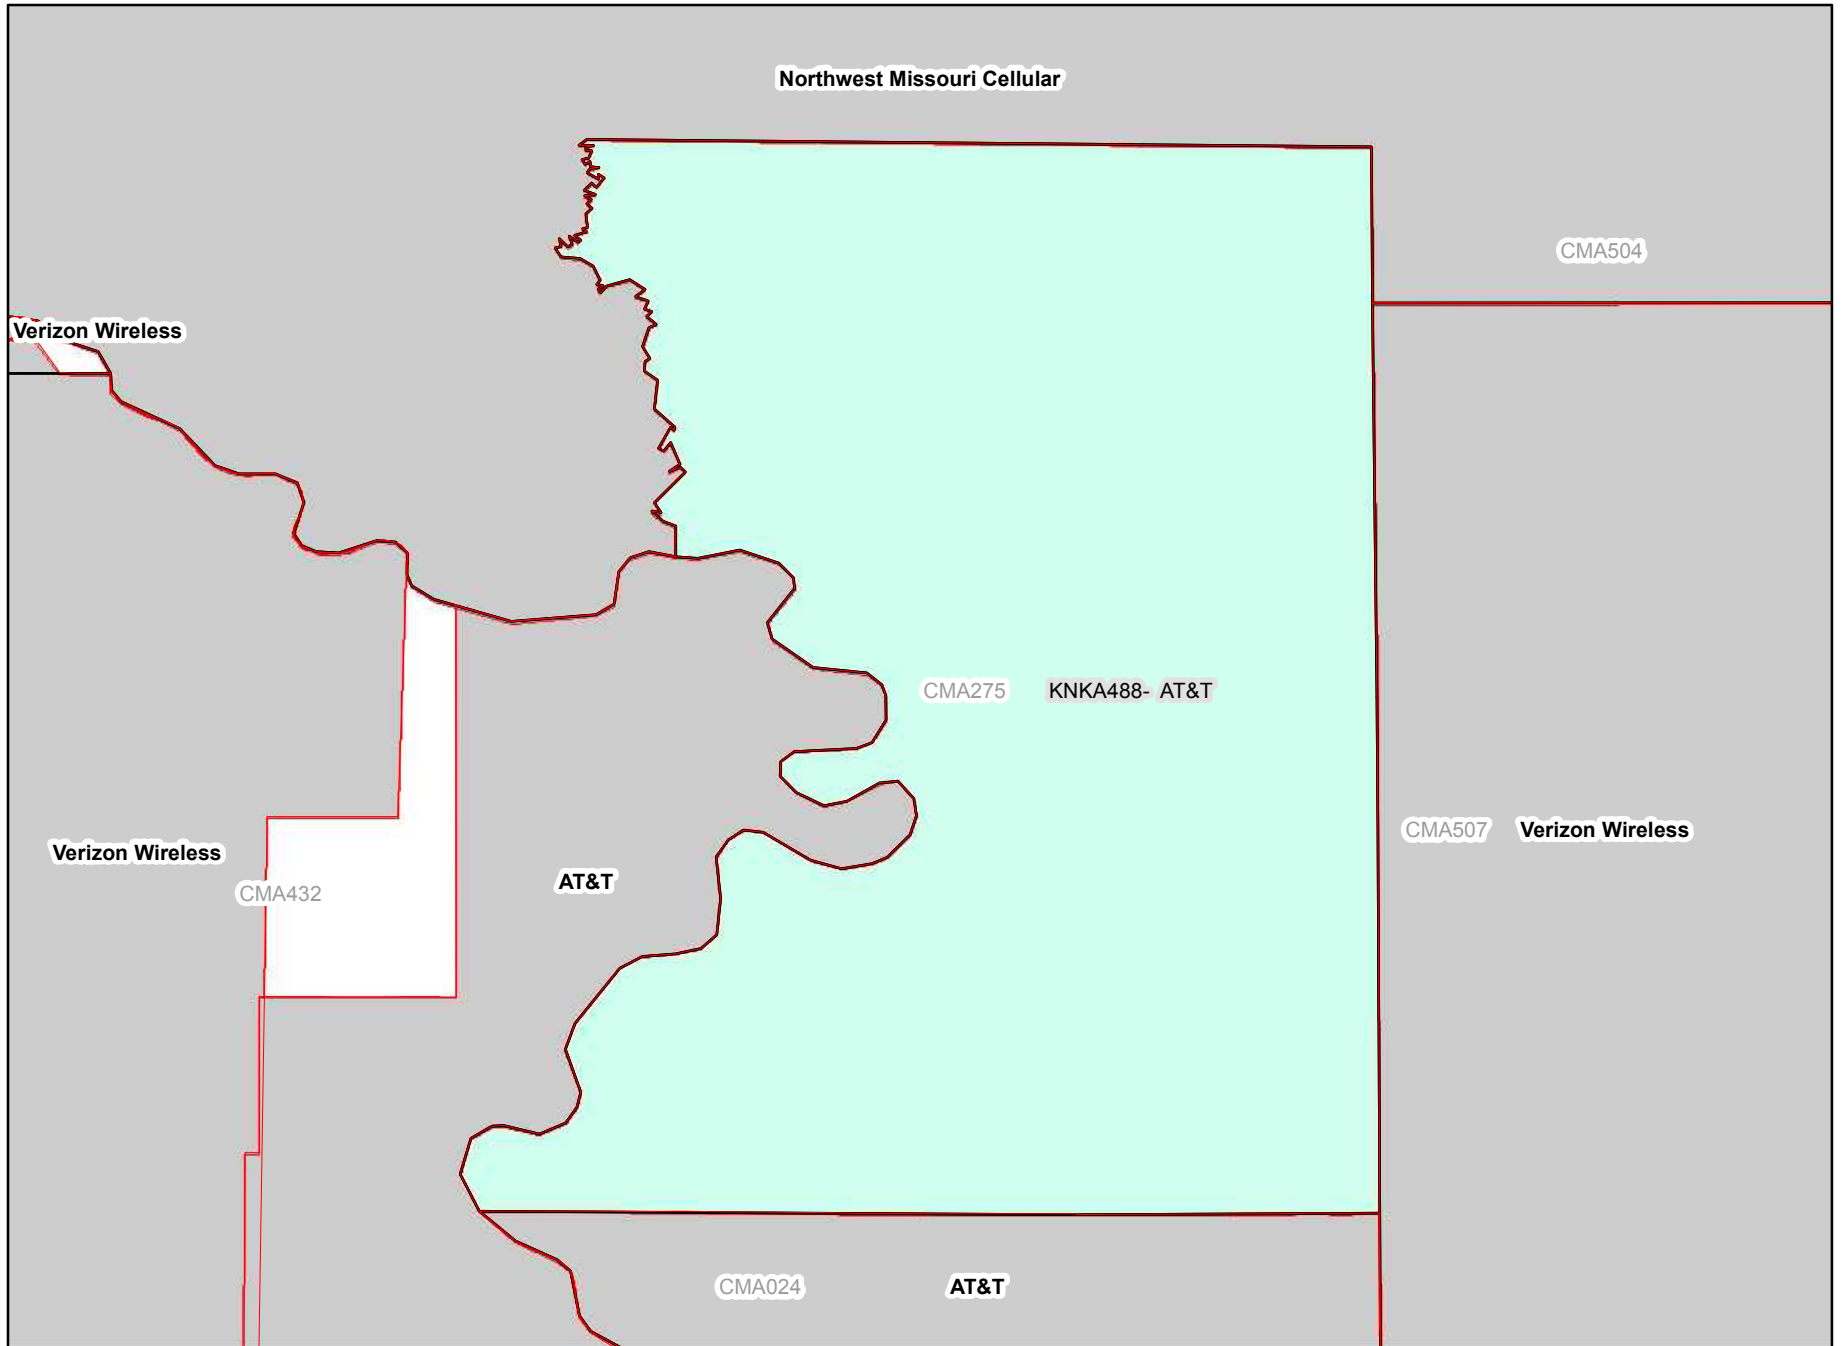 Northwest Missouri Cellular
CMA504
Verizon Wireless
CMA275 KNKA488- AT&T
CMA507 Verizon Wireless
Verizon Wireless
CMA432
AT&T
CMA024 AT&T